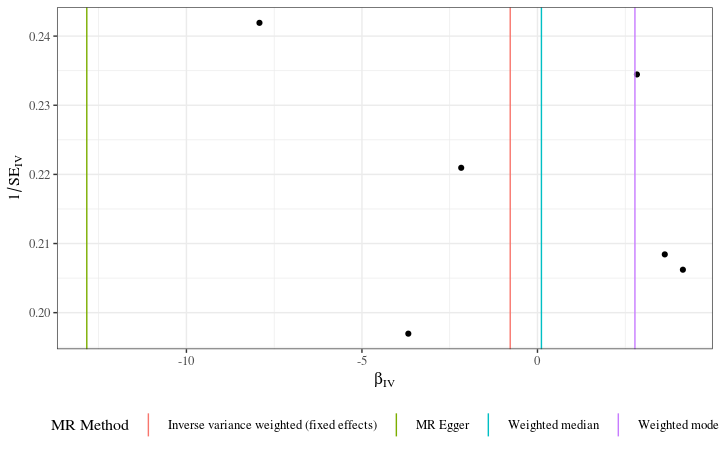 0.24
0.23
0.22
0.21
0.20
1/SE_IV
-10 -5 0
β_IV
MR Method Inverse variance weighted (fixed effects) MR Egger Weighted median Weighted mode